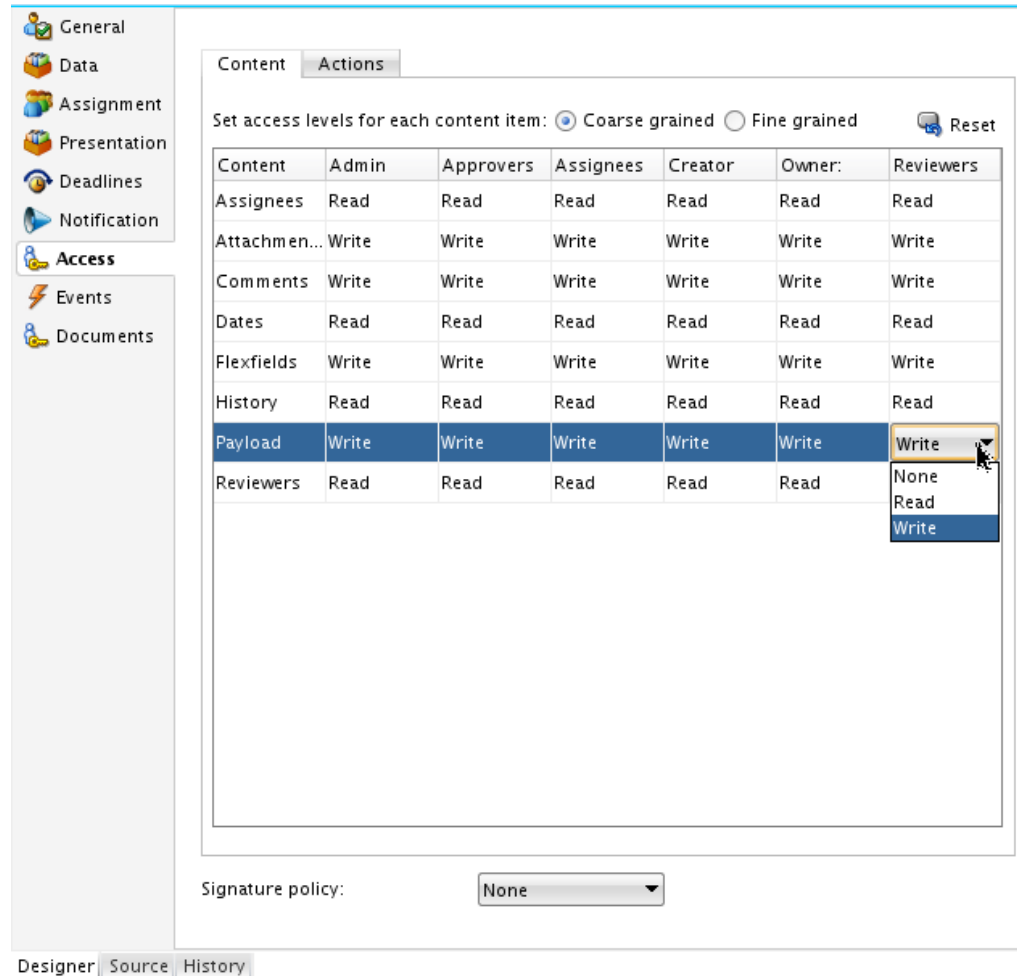 General
Data
Assignment
Presentation
Deadlines
Notification
Access
Events
Documents
Content Actions
Set access levels for each content item: Coarse grained Fine grained Reset
Content Admin Approvers Assignees Creator Owner: Reviewers
Assignees Read Read Read Read Read Read
Attachmen... Write Write Write Write Write Write
Comments Write Write Write Write Write Write
Dates Read Read Read Read Read Read
Flexfields Write Write Write Write Write Write
History Read Read Read Read Read Read
Payload Write Write Write Write Write Write
Reviewers Read Read Read Read Read
None
Read
Write
Signature policy: None
Designer Source History